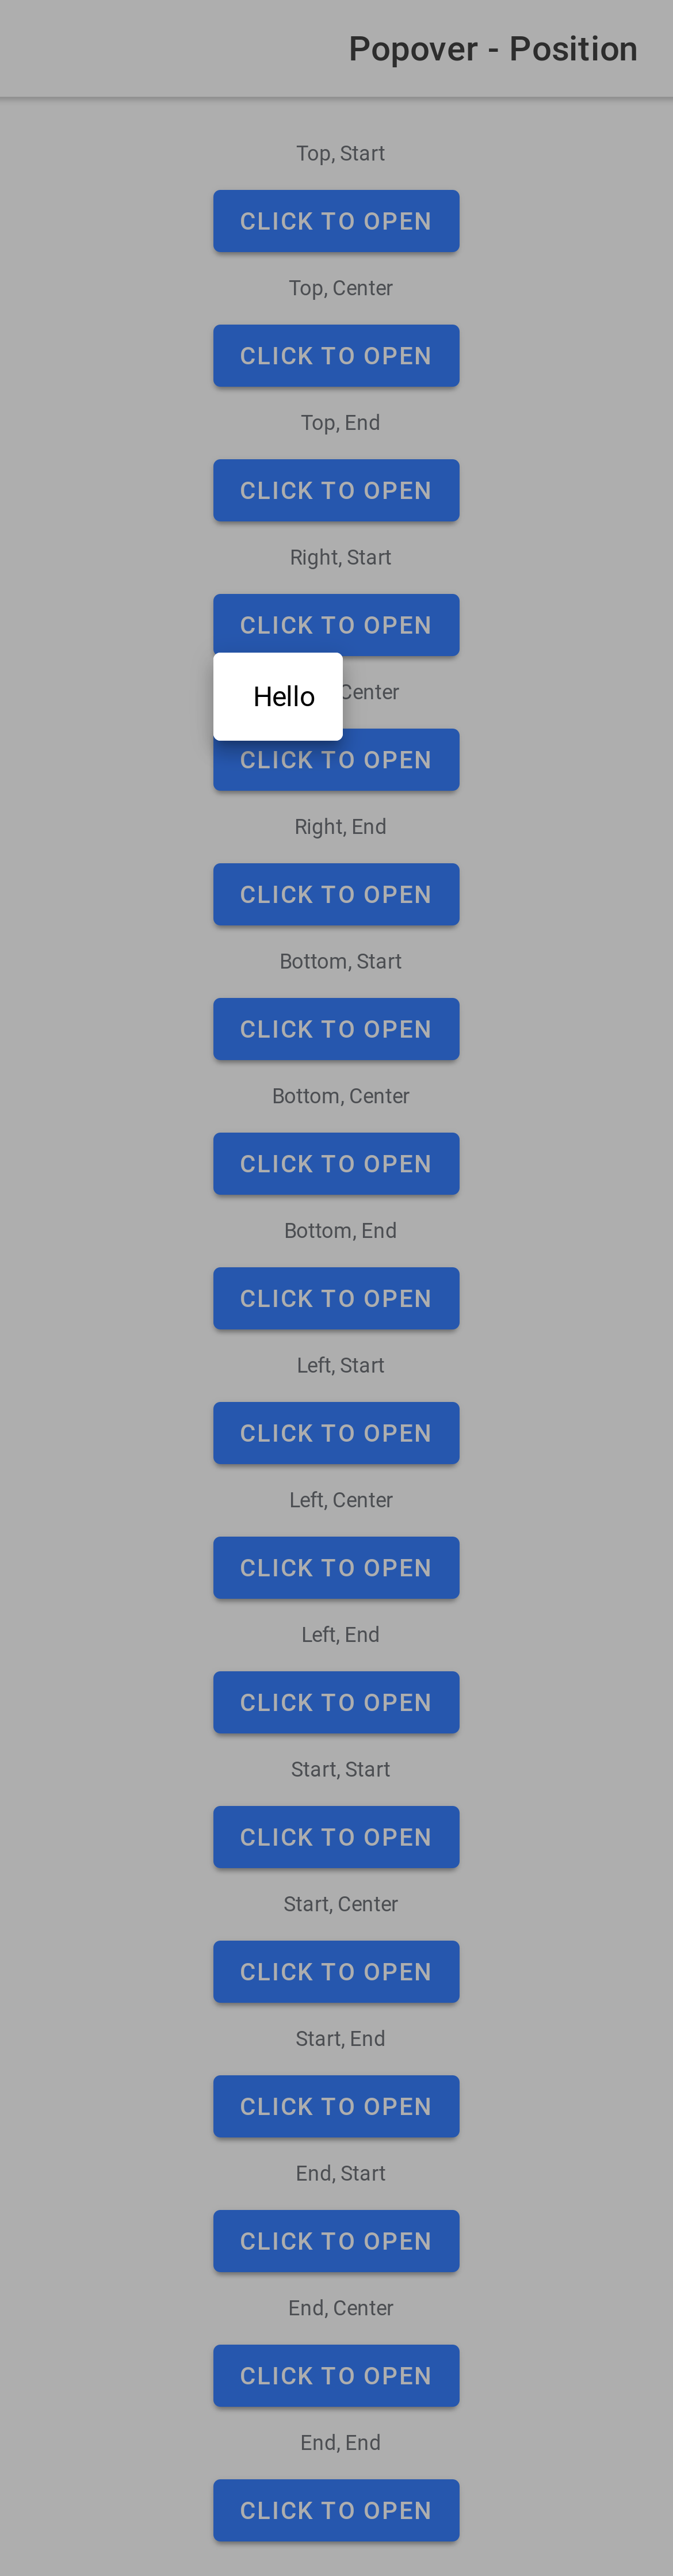 Popover - Position
Top, Start
CLICK TO OPEN
Top, Center
CLICK TO OPEN
Top, End
CLICK TO OPEN
Right, Start
CLICK TO OPEN
Hello
Center
CLICK TO OPEN
Right, End
CLICK TO OPEN
Bottom, Start
CLICK TO OPEN
Bottom, Center
CLICK TO OPEN
Bottom, End
CLICK TO OPEN
Left, Start
CLICK TO OPEN
Left, Center
CLICK TO OPEN
Left, End
CLICK TO OPEN
Start, Start
CLICK TO OPEN
Start, Center
CLICK TO OPEN
Start, End
CLICK TO OPEN
End, Start
CLICK TO OPEN
End, Center
CLICK TO OPEN
End, End
CLICK TO OPEN